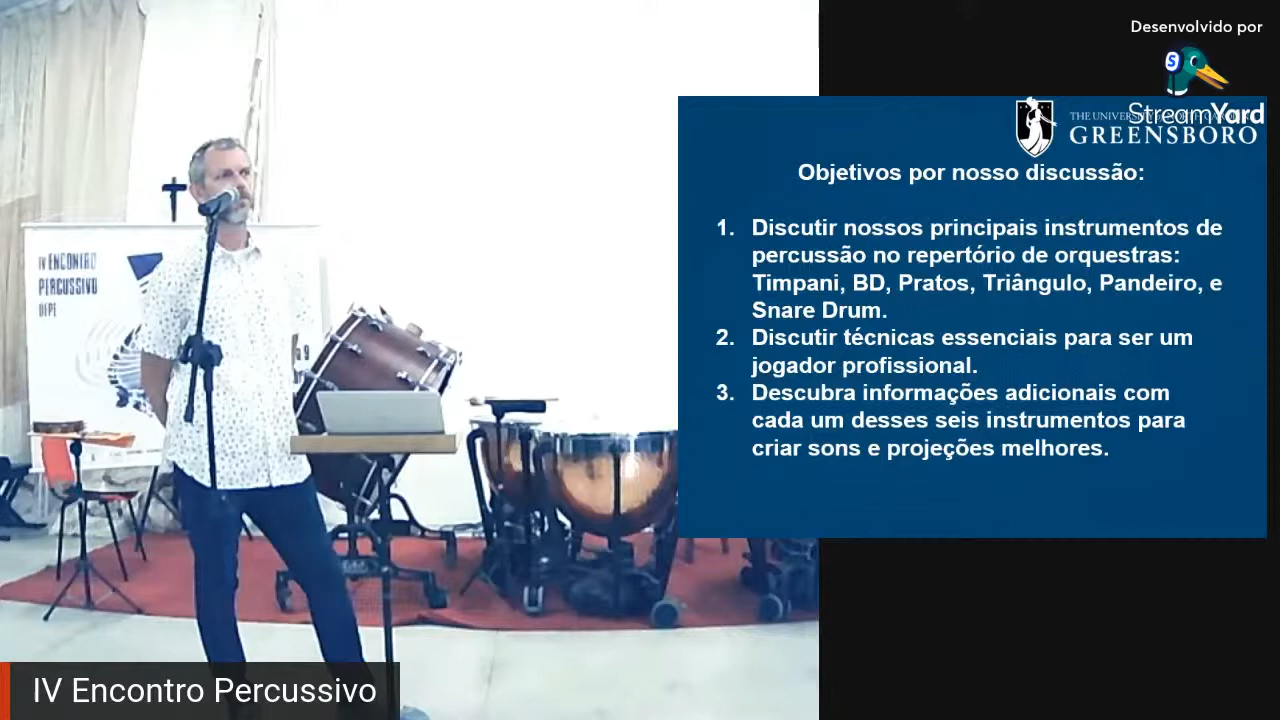 Desenvolvido por
StreamYard
GREENSBORO
Objetivos por nosso discussão:
1. Discutir nossos principais instrumentos de
percussão no repertório de orquestras:
Timpani, BD, Pratos, Triângulo, Pandeiro, e
Snare Drum.
2. Discutir técnicas essenciais para ser um
jogador profissional.
3. Descubra informações adicionais com
cada um desses seis instrumentos para
criar sons e projeções melhores.
IV ENCONTRO
PERCUSSIVO
IV Encontro Percussivo